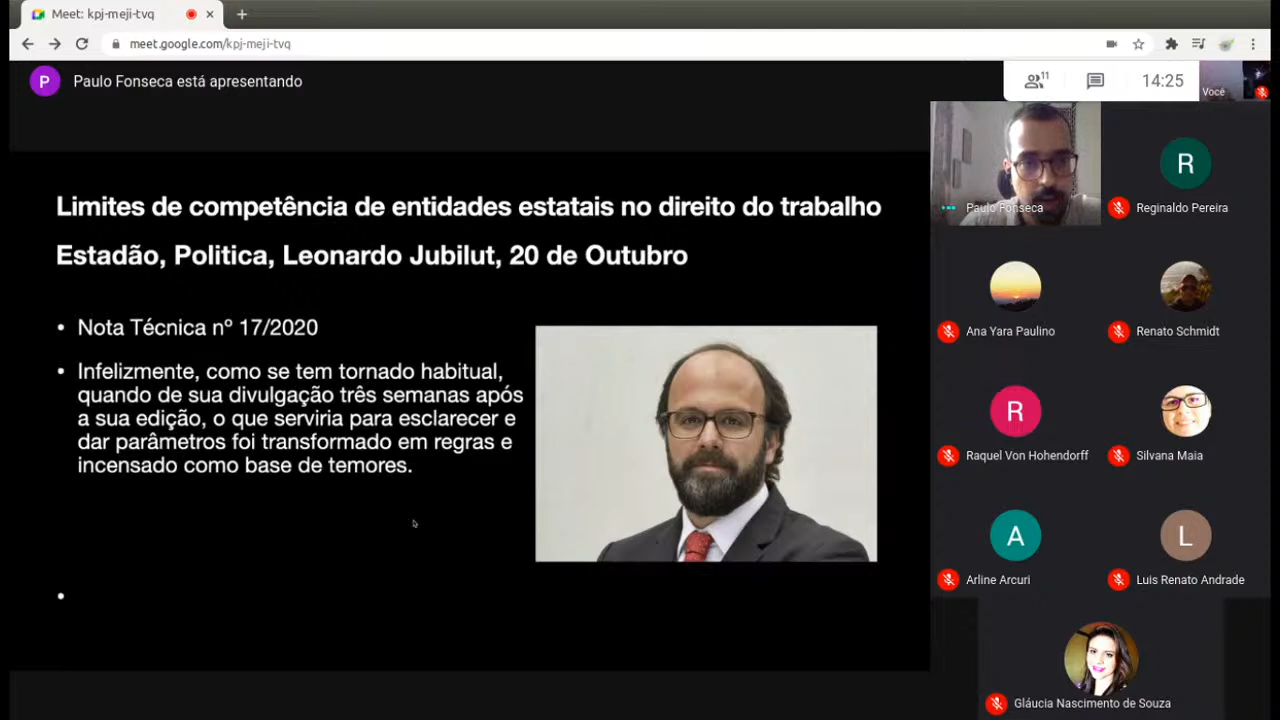 Meet: kpj-meji-tvq
meet.google.com/kpj-meji-tvq
P
Paulo Fonseca está apresentando
11
14:25
Você
Limites de competência de entidades estatais no direito do trabalho
Estadão, Politica, Leonardo Jubilut, 20 de Outubro
• Nota Técnica nº 17/2020
• Infelizmente, como se tem tornado habitual,
quando de sua divulgação três semanas após
a sua edição, o que serviria para esclarecer e
dar parâmetros foi transformado em regras e
incensado como base de temores.
•
Paulo Fonseca
R
Reginaldo Pereira
Ana Yara Paulino
Renato Schmidt
R
Raquel Von Hohendorff
Silvana Maia
A
Arline Arcuri
L
Luis Renato Andrade
Gláucia Nascimento de Souza